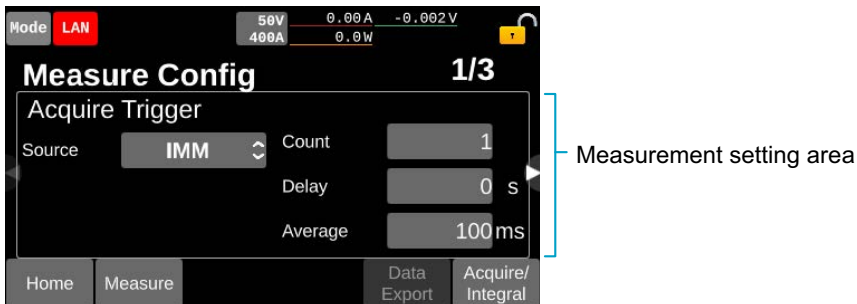 Mode LAN 50V 400A 0.00A -0.002V 0.0W
Measure Config 1/3
Acquire Trigger
Source IMM Count 1
Delay 0 s
Average 100 ms
Measurement setting area
Home Measure Data Export Acquire/ Integral